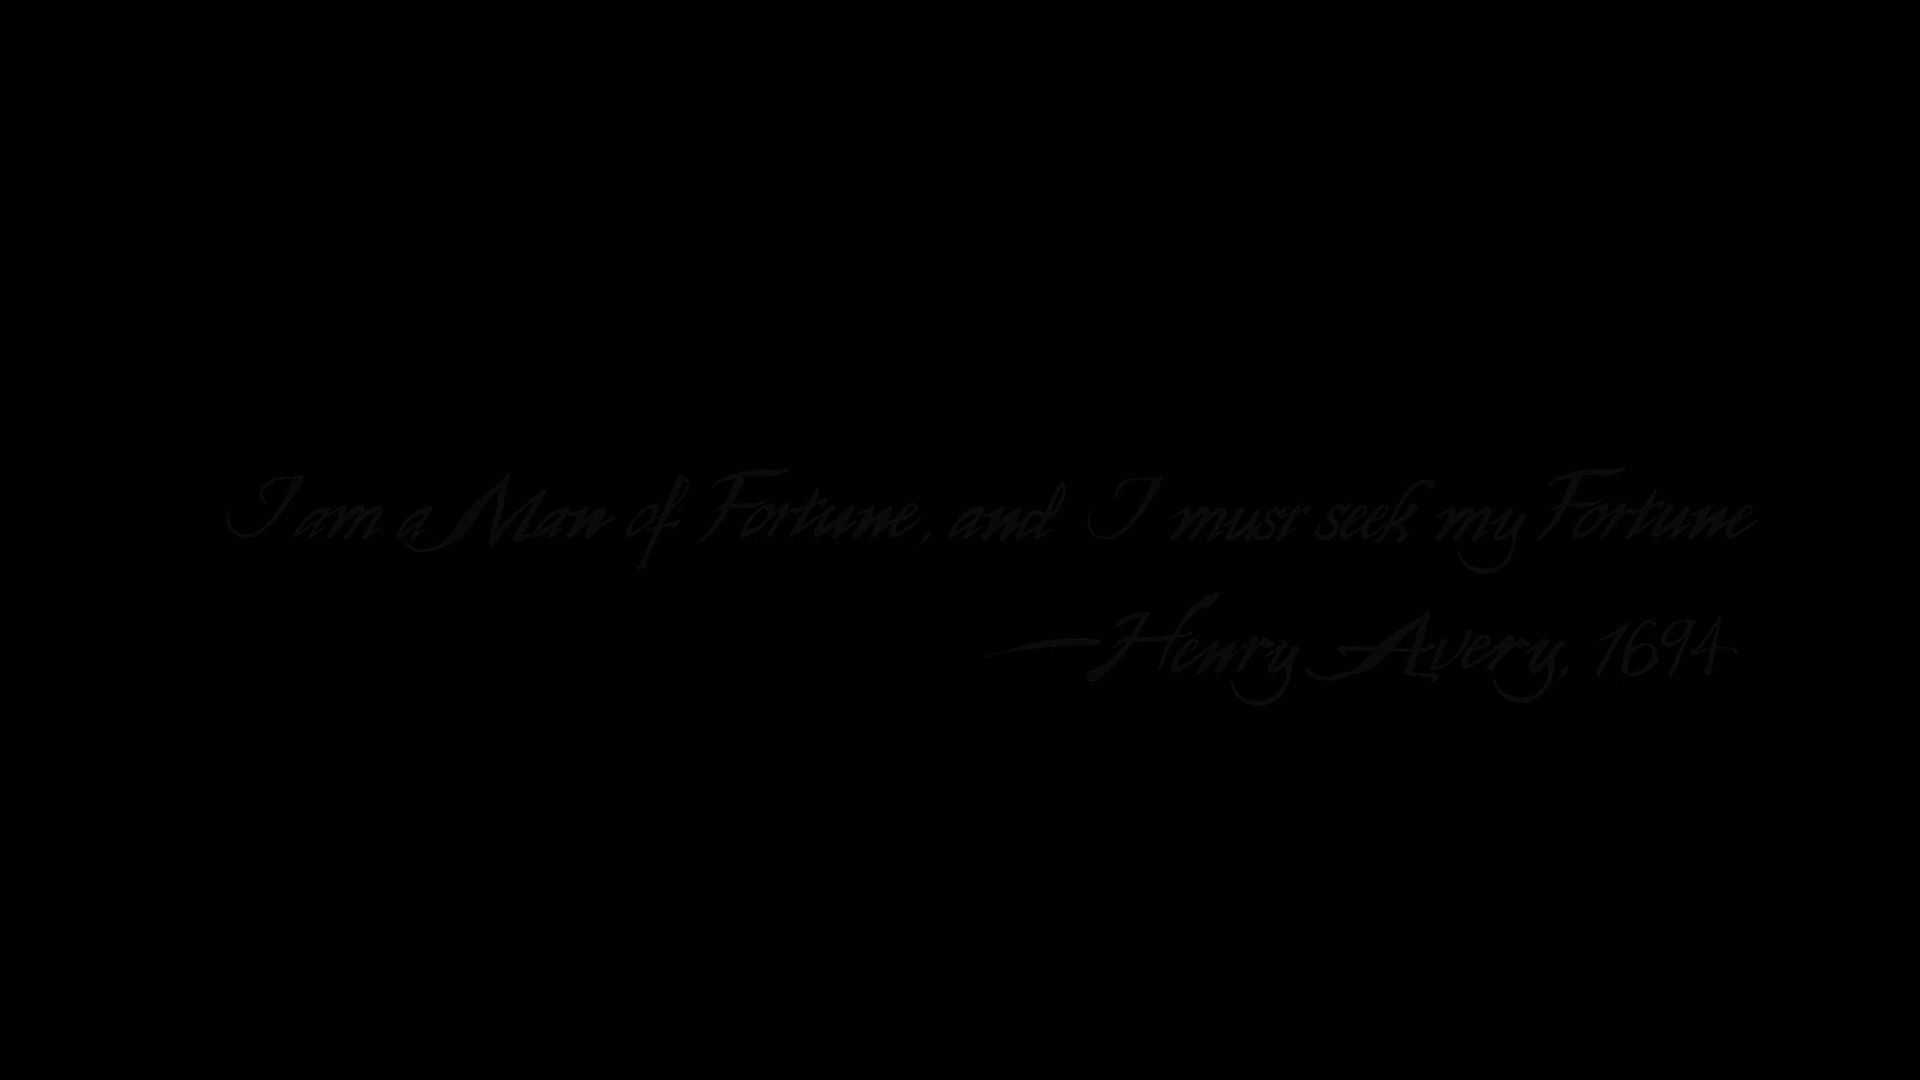 I am a Man of Fortune, and I must seek my Fortune
—Henry Avery, 1694